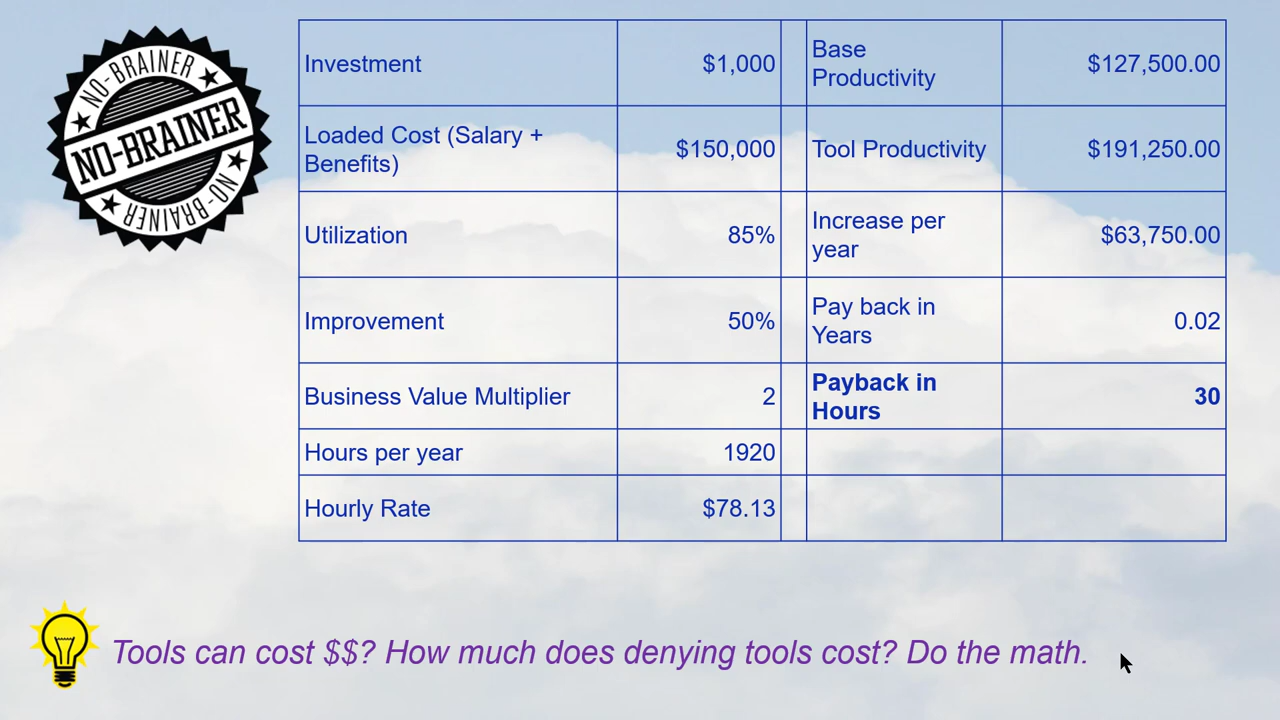 NO-BRAINER
NO-BRAINER
NO-BRAINER
Investment
$1,000
Base
Productivity
$127,500.00
Loaded Cost (Salary +
Benefits)
$150,000
Tool Productivity
$191,250.00
Utilization
85%
Increase per
year
$63,750.00
Improvement
50%
Pay back in
Years
0.02
Business Value Multiplier
2
Payback in
Hours
30
Hours per year
1920
Hourly Rate
$78.13
Tools can cost $$? How much does denying tools cost? Do the math.